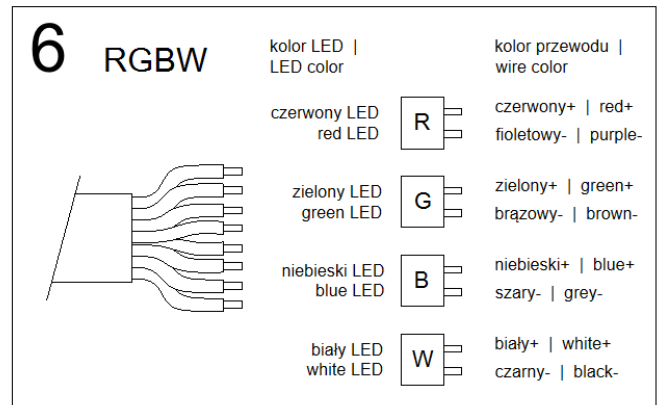 6 RGBW
kolor LED |
LED color
kolor przewodu |
wire color
czerwony LED
red LED
R
czerwony+ | red+
fioletowy- | purple-
zielony LED
green LED
G
zielony+ | green+
brązowy- | brown-
niebieski LED
blue LED
B
niebieski+ | blue+
szary- | grey-
biały LED
white LED
W
biały+ | white+
czarny- | black-